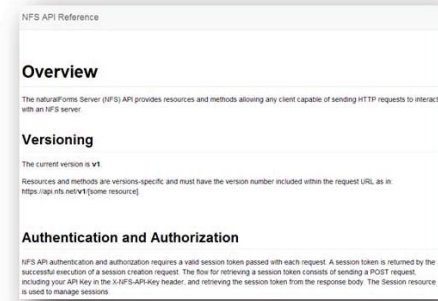 NFS API Reference
Overview
The naturalForms Server (NFS) API provides resources and methods allowing any client capable of sending HTTP requests to interact
with an NFS server.
Versioning
The current version is v1.
Resources and methods are versions-specific and must have the version number included within the request URL, as in:
https://api.nfs.net/v1/[some resource]
Authentication and Authorization
NFS API authentication and authorization requires a valid session token passed with each request. A session token is returned by the
successful execution of a session creation request. The flow for retrieving a session token consists of sending a POST request,
including your API Key in the X-NFS-API-Key header, and retrieving the session token from the response body. The Session resource
is used to manage sessions